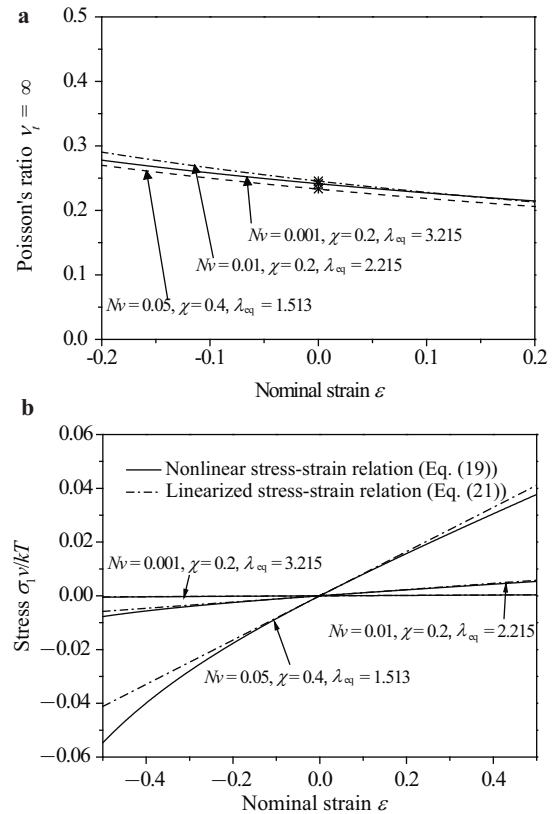 a
0.5
0.4
0.3
0.2
0.1
0.0
Poisson's ratio ν_t = ∞
Nv = 0.001, χ = 0.2, λ_eq = 3.215
Nv = 0.01, χ = 0.2, λ_eq = 2.215
Nv = 0.05, χ = 0.4, λ_eq = 1.513
-0.2 -0.1 0.0 0.1 0.2
Nominal strain ε
b
0.06
0.04
0.02
0.00
−0.02
−0.04
−0.06
Stress σ₁v/kT
Nonlinear stress-strain relation (Eq. (19))
Linearized stress-strain relation (Eq. (21))
Nv = 0.001, χ = 0.2, λ_eq = 3.215
Nv = 0.01, χ = 0.2, λ_eq = 2.215
Nv = 0.05, χ = 0.4, λ_eq = 1.513
−0.4 −0.2 0.0 0.2 0.4
Nominal strain ε